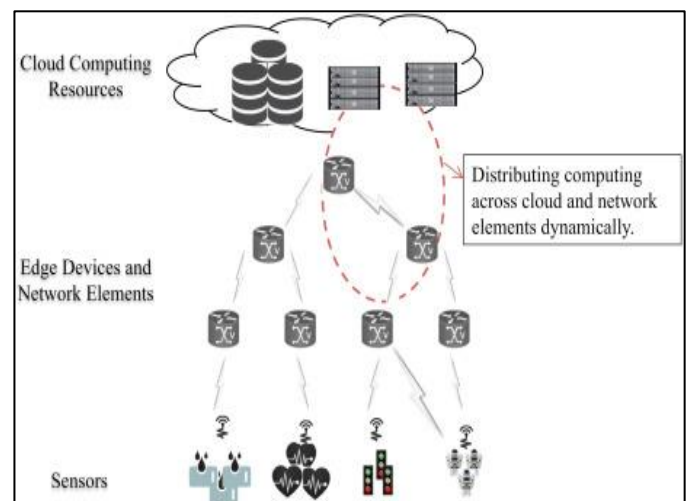 Cloud Computing
Resources
Distributing computing
across cloud and network
elements dynamically.
Edge Devices and
Network Elements
Sensors